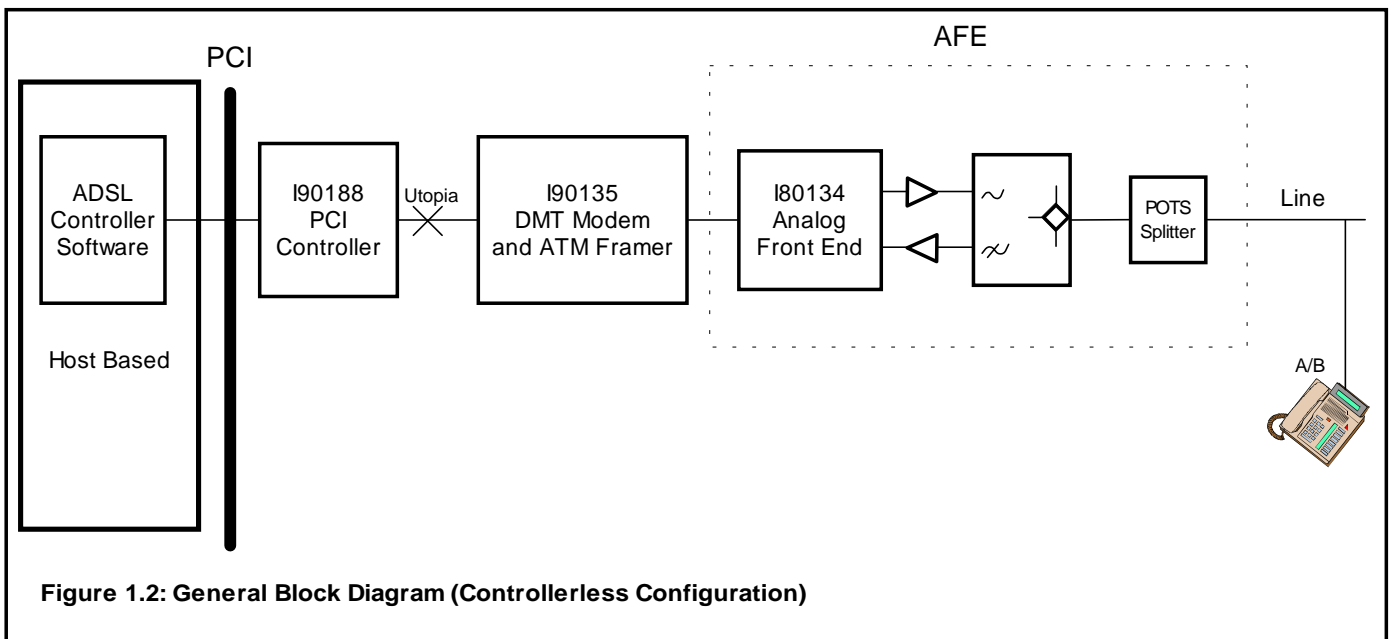 AFE
PCI
ADSL
Controller
Software
Host Based
I90188
PCI
Controller
Utopia
I90135
DMT Modem
and ATM Framer
I80134
Analog
Front End
POTS
Splitter
Line
A/B
Figure 1.2: General Block Diagram (Controllerless Configuration)